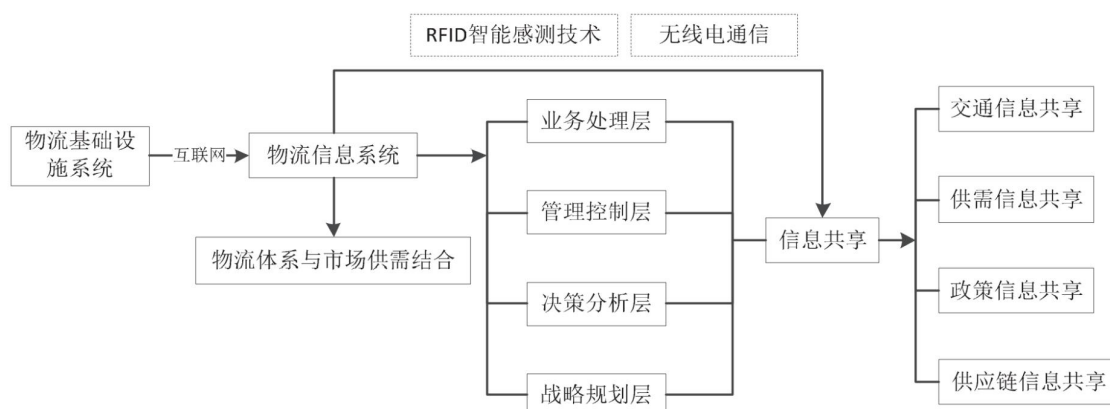 RFID智能感测技术
无线电通信
物流基础设
施系统
互联网
物流信息系统
物流体系与市场供需结合
业务处理层
管理控制层
决策分析层
战略规划层
信息共享
交通信息共享
供需信息共享
政策信息共享
供应链信息共享